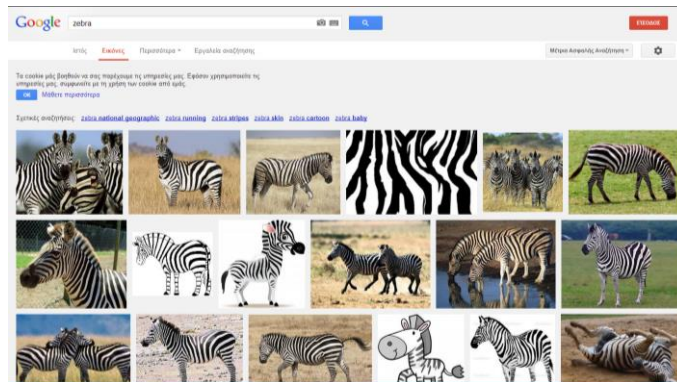 Google zebra ΕΙΣΟΔΟΣ
Ιστός Εικόνες Περισσότερα Εργαλεία αναζήτησης Μέτρια Ασφαλής Αναζήτηση
Τα cookie μάς βοηθούν να σας παρέχουμε τις υπηρεσίες μας. Εφόσον χρησιμοποιείτε τις
υπηρεσίες μας, συμφωνείτε με τη χρήση των cookie από εμάς.
OK Μάθετε περισσότερα
Σχετικές αναζητήσεις: zebra national geographic zebra running zebra stripes zebra skin zebra cartoon zebra baby